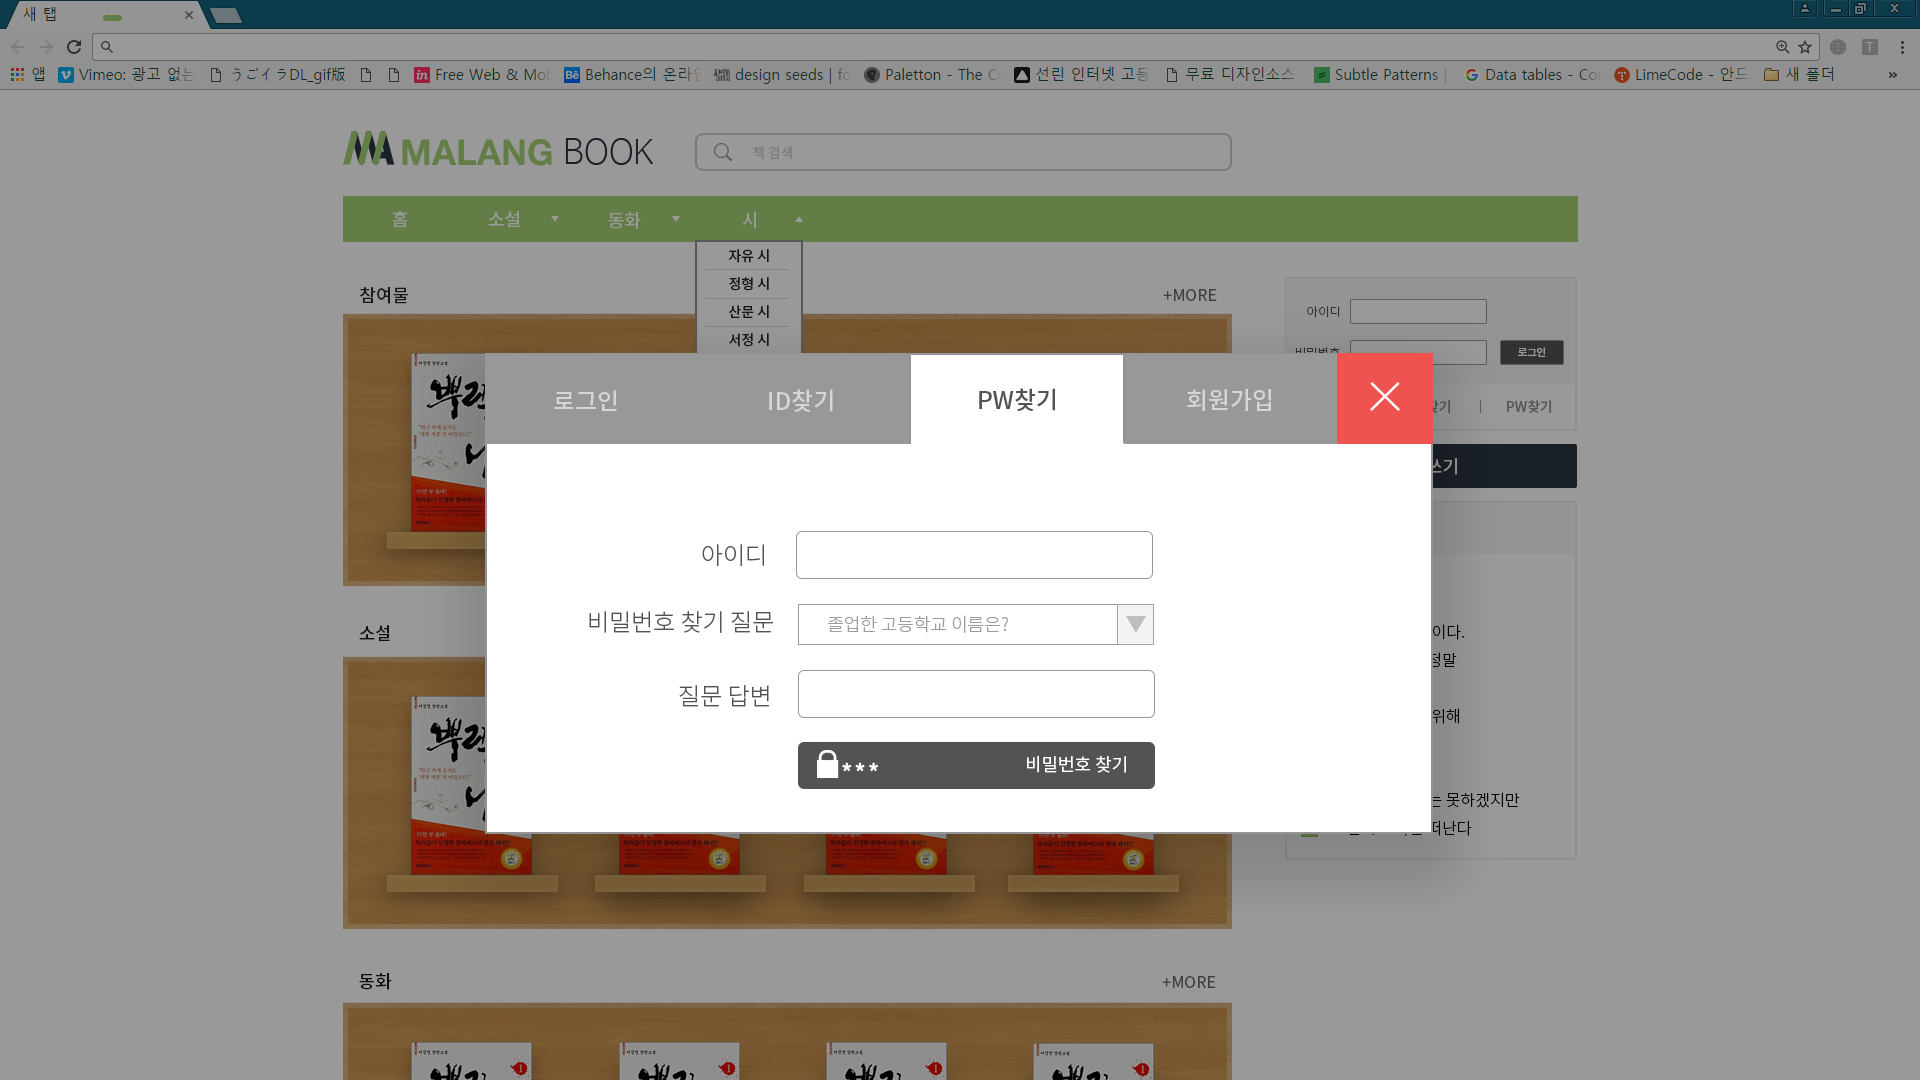 새 탭
앱 Vimeo: 광고 없는 うごイラDL_gif版 Free Web & Mo Behance의 온라인 design seeds | fo Paletton - The Co 선린 인터넷 고등 무료 디자인소스 Subtle Patterns | Data tables - Co LimeCode - 안드 새 폴더 »
MALANG BOOK
책 검색
홈 소설 동화 시
자유 시
정형 시
산문 시
서정 시
참여물 +MORE
아이디
비밀번호 로그인
찾기 | PW찾기
쓰기
로그인 ID찾기 PW찾기 회원가입
아이디
비밀번호 찾기 질문 졸업한 고등학교 이름은?
질문 답변
*** 비밀번호 찾기
소설
이다.
정말
위해
는 못하겠지만
떠난다
동화 +MORE